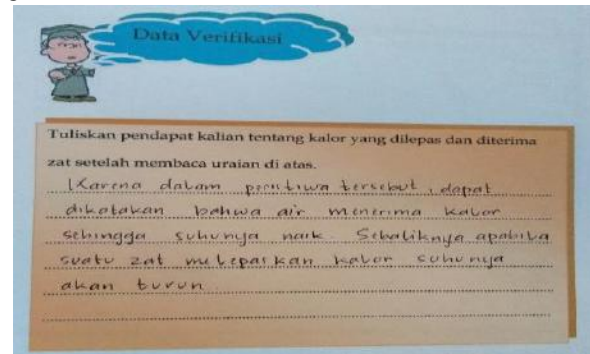 Data Verifikasi
Tuliskan pendapat kalian tentang kalor yang dilepas dan diterima
zat setelah membaca uraian di atas.
Karena dalam peristiwa tersebut, dapat
dikatakan bahwa air menerima kalor
sehingga suhunya naik. Sebaliknya apabila
suatu zat melepaskan kalor suhunya
akan turun